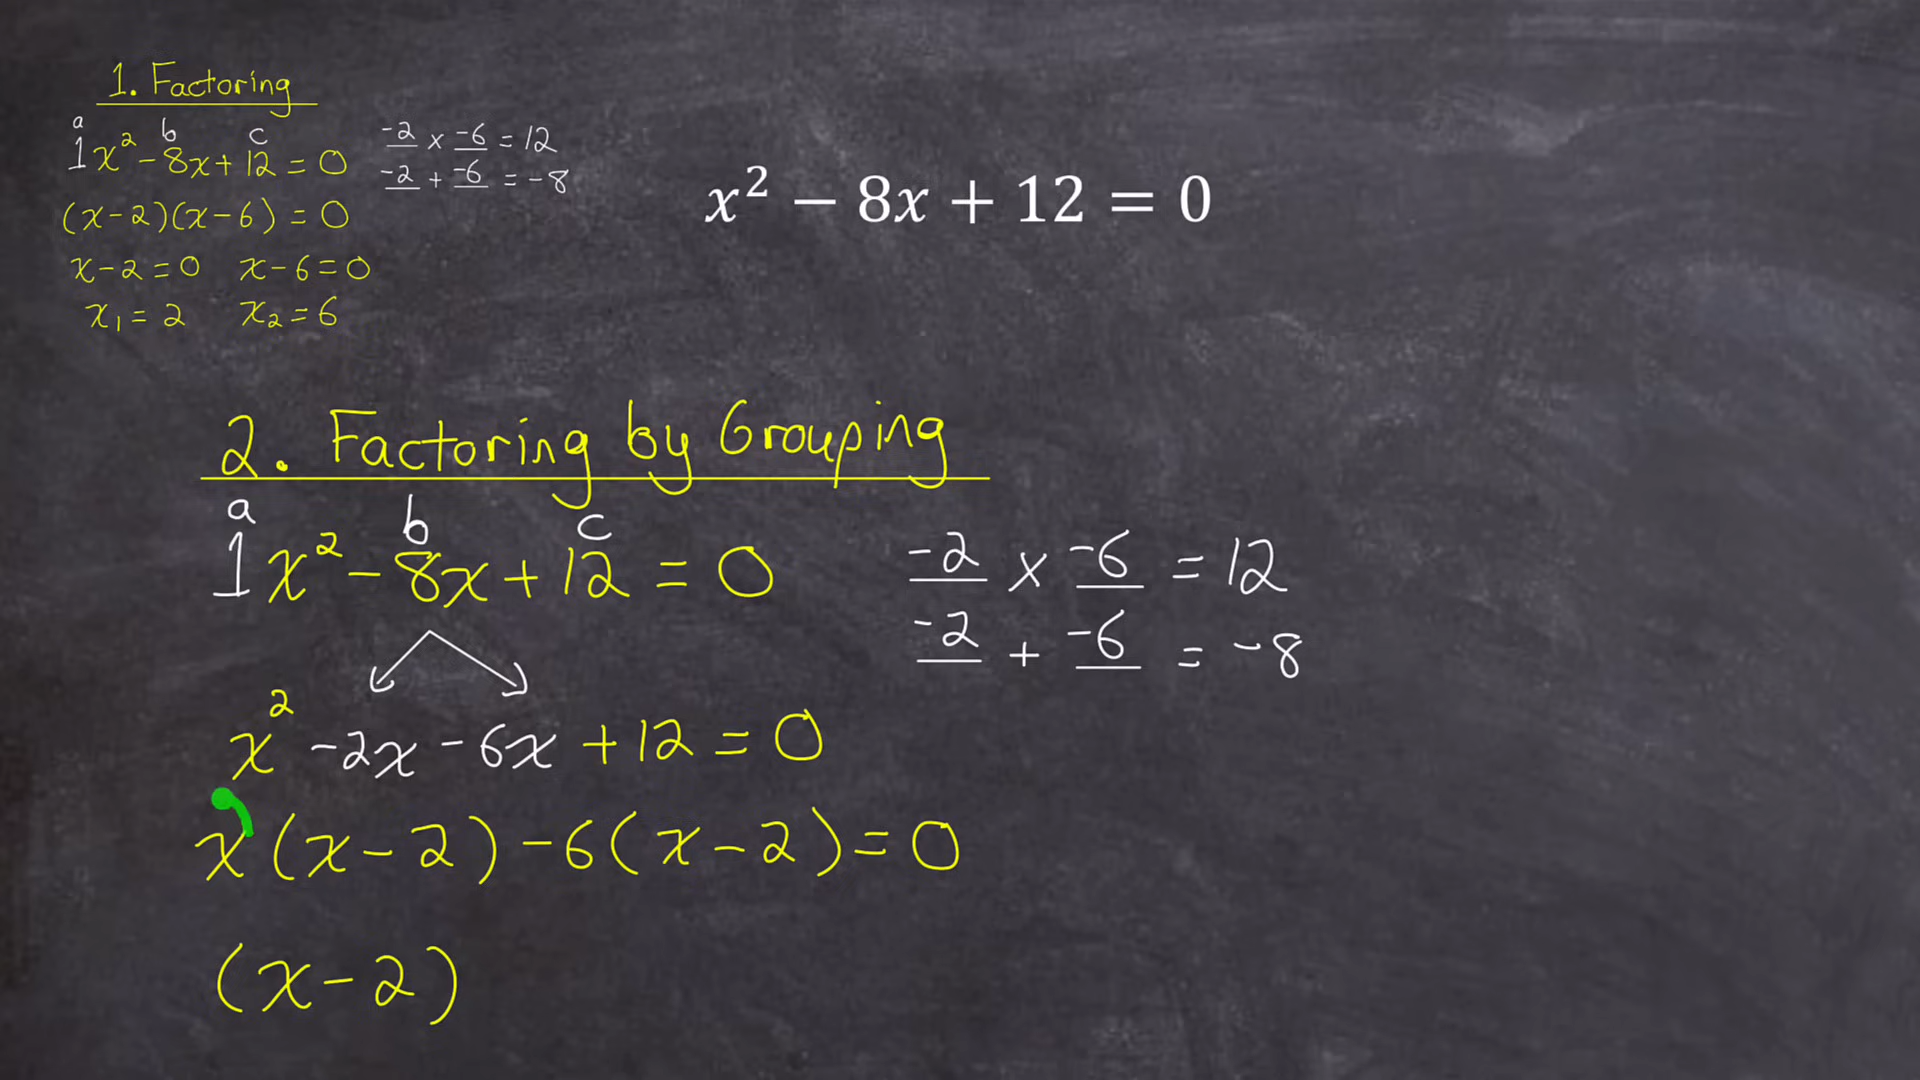 1. Factoring
a b c
1x² - 8x + 12 = 0
(x-2)(x-6) = 0
x-2=0 x-6=0
x₁ = 2 x₂ = 6
-2 x -6 = 12
-2 + -6 = -8
x² − 8x + 12 = 0
2. Factoring by Grouping
a b c
1x² - 8x + 12 = 0
-2 x -6 = 12
-2 + -6 = -8
x² -2x - 6x + 12 = 0
x(x-2) -6(x-2) = 0
(x-2)